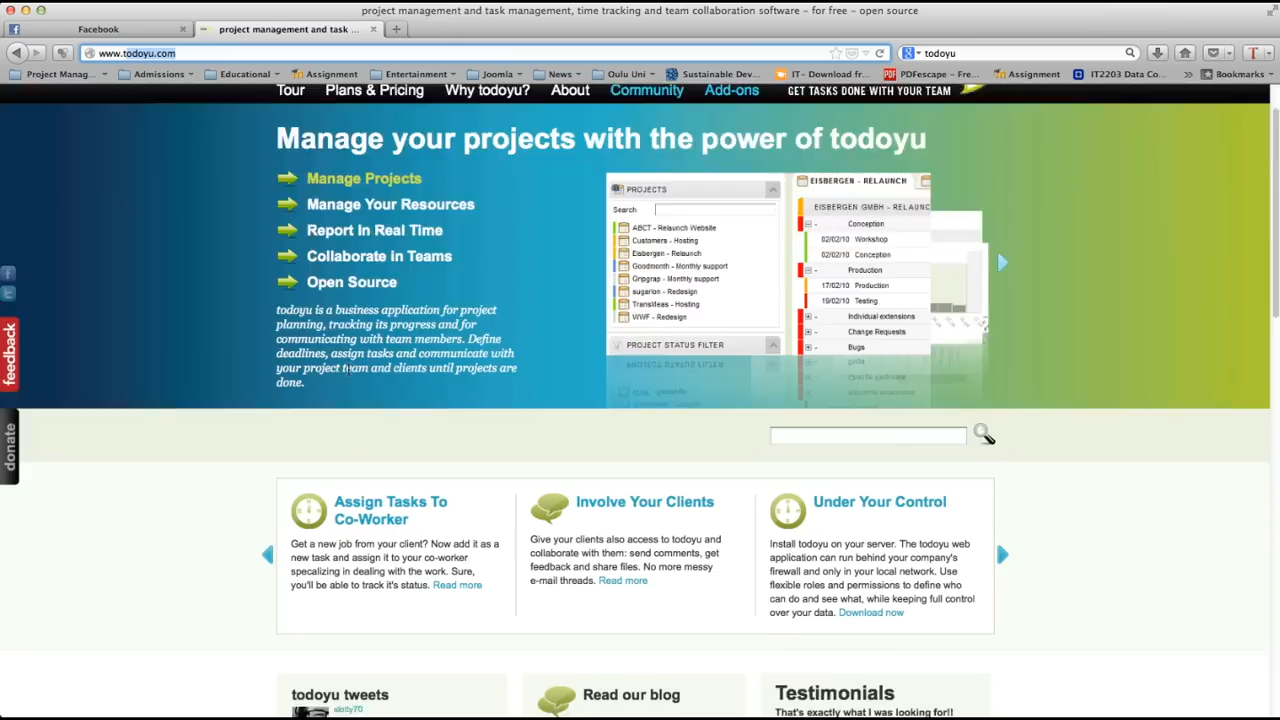 project management and task management, time tracking and team collaboration software – for free – open source
Facebook
project management and task ...
www.todoyu.com
todoyu
Project Manag...
Admissions
Educational
Assignment
Entertainment
Joomla
News
Oulu Uni
Sustainable Dev...
IT– Download fr...
PDFescape – Fre...
Assignment
IT2203 Data Co...
Bookmarks
Tour
Plans & Pricing
Why todoyu?
About
Community
Add-ons
GET TASKS DONE WITH YOUR TEAM
Manage your projects with the power of todoyu
Manage Projects
Manage Your Resources
Report In Real Time
Collaborate in Teams
Open Source
todoyu is a business application for project
planning, tracking its progress and for
communicating with team members. Define
deadlines, assign tasks and communicate with
your project team and clients until projects are
done.
PROJECTS
Search
ABCT - Relaunch Website
Customers - Hosting
Eisbergen - Relaunch
Goodmonth - Monthly support
Gripgrap - Monthly support
sugarion - Redesign
TransMeas - Hosting
WWF - Redesign
PROJECT STATUS FILTER
EISBERGEN - RELAUNCH
EISBERGEN GMBH - RELAUNC
Conception
02/02/10 Workshop
02/02/10 Conception
Production
17/02/10 Production
19/02/10 Testing
Individual extensions
Change Requests
Bugs
feedback
donate
Assign Tasks To
Co-Worker
Get a new job from your client? Now add it as a
new task and assign it to your co-worker
specalizing in dealing with the work. Sure,
you'll be able to track it's status. Read more
Involve Your Clients
Give your clients also access to todoyu and
collaborate with them: send comments, get
feedback and share files. No more messy
e-mail threads. Read more
Under Your Control
Install todoyu on your server. The todoyu web
application can run behind your company's
firewall and only in your local network. Use
flexible roles and permissions to define who
can do and see what, while keeping full control
over your data. Download now
todoyu tweets
slotty70
Read our blog
Testimonials
That's exactly what I was looking for!!